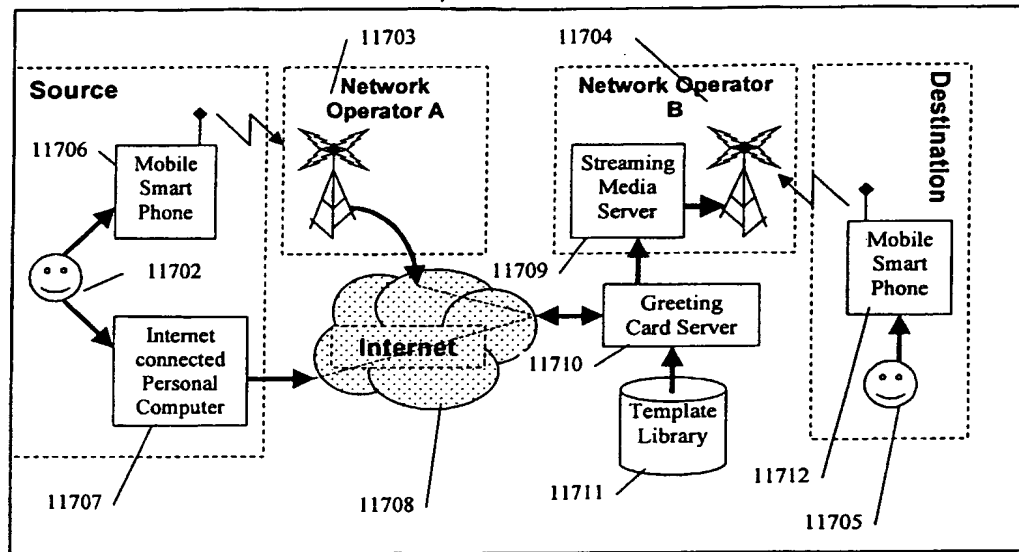 11703
11704
Source
Network
Operator A
Network Operator
B
Destination
11706
Mobile
Smart
Phone
Streaming
Media
Server
11702
11709
Mobile
Smart
Phone
Internet
connected
Personal
Computer
Internet
Greeting
Card Server
11710
Template
Library
11707
11708
11711
11712
11705